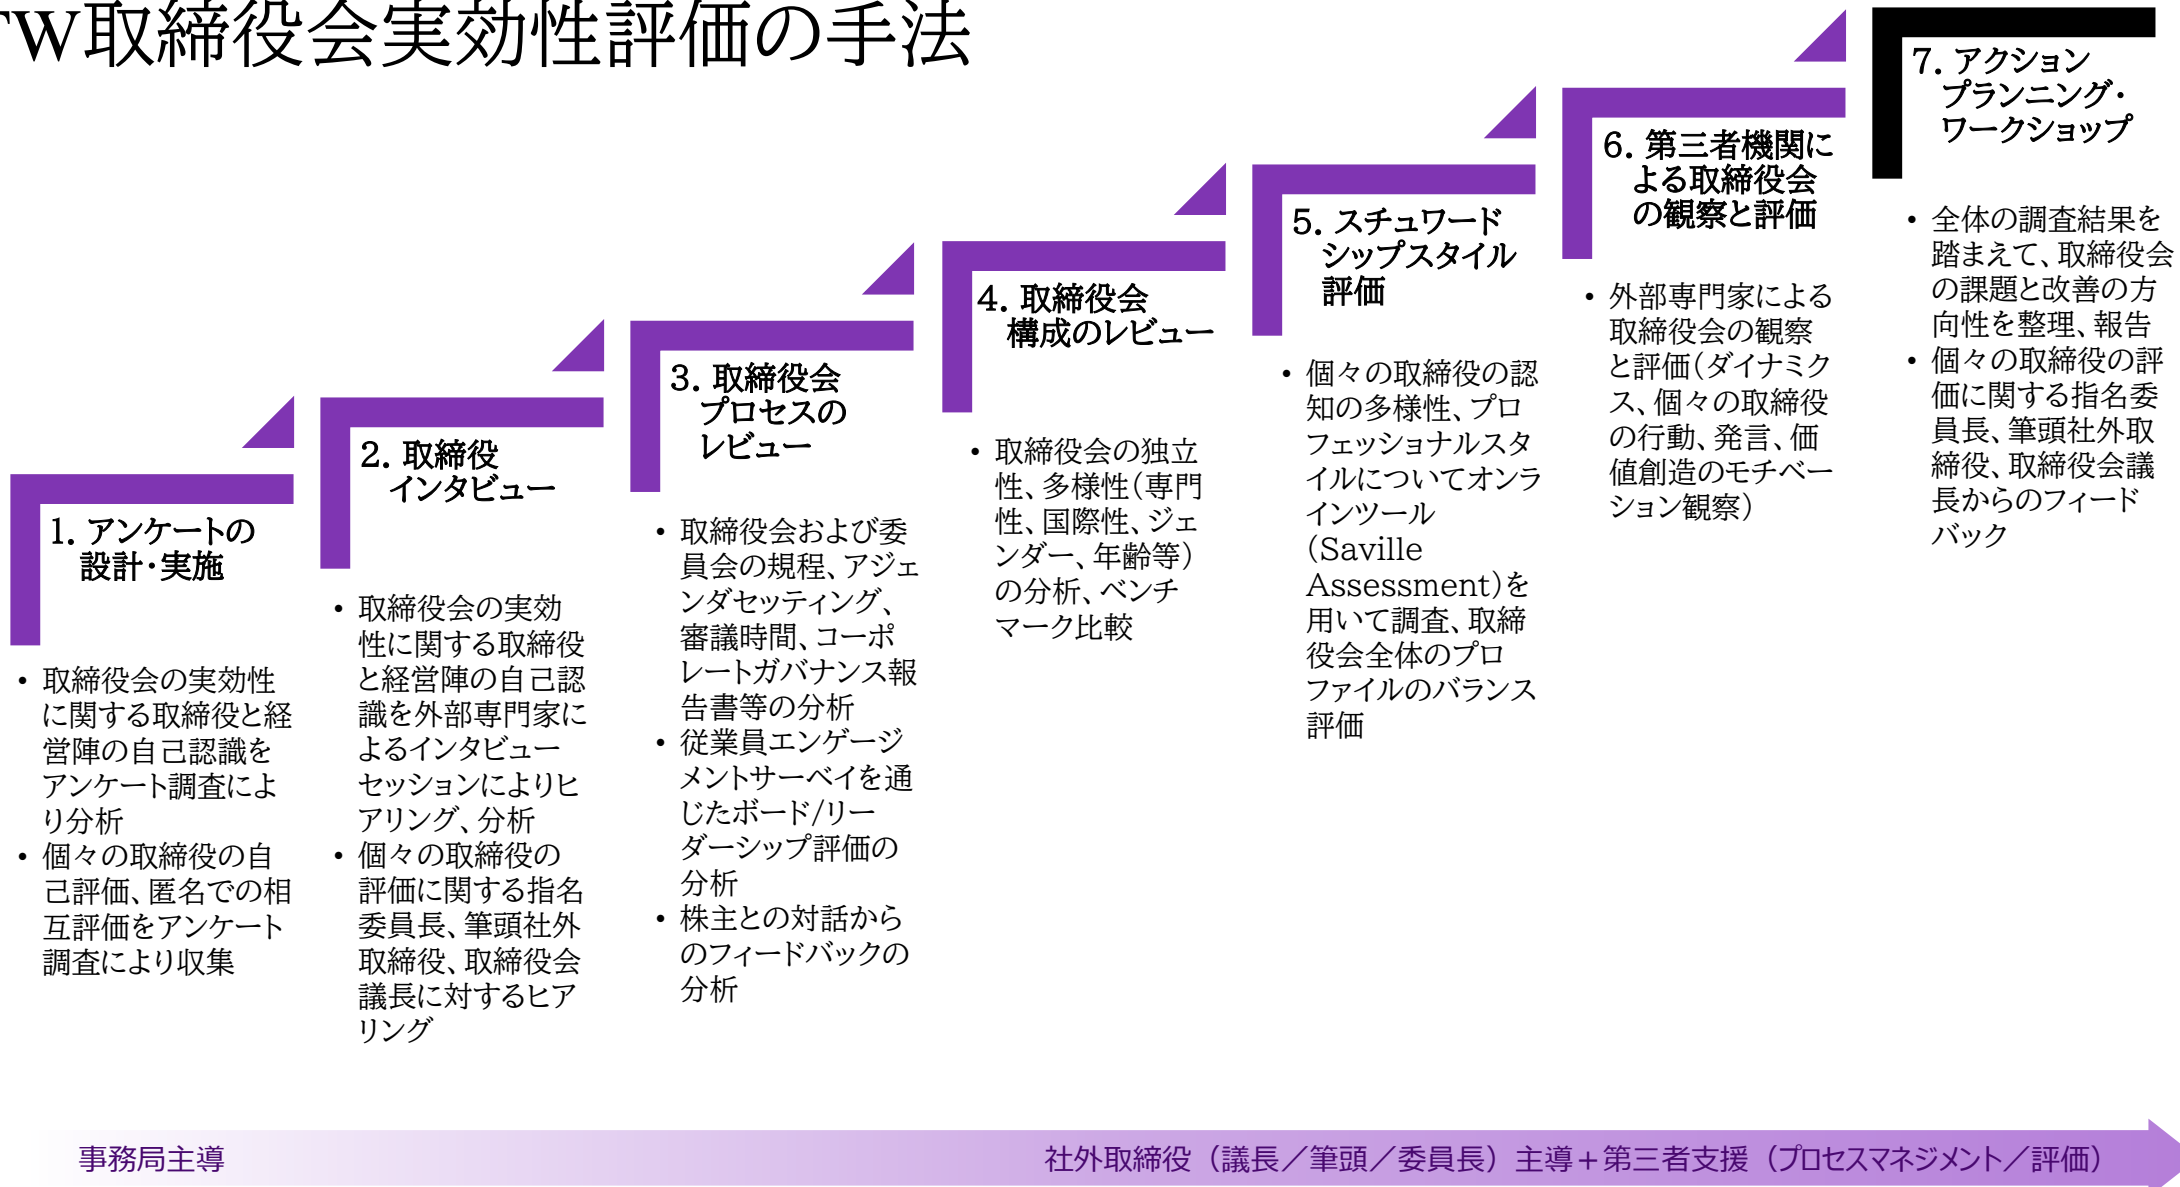 W取締役会実効性評価の手法
1. アンケートの
設計・実施
• 取締役会の実効性
に関する取締役と経
営陣の自己認識を
アンケート調査によ
り分析
• 個々の取締役の自
己評価、匿名での相
互評価をアンケート
調査により収集
2. 取締役
インタビュー
• 取締役会の実効
性に関する取締役
と経営陣の自己認
識を外部専門家に
よるインタビュー
セッションによりヒ
アリング、分析
• 個々の取締役の
評価に関する指名
委員長、筆頭社外
取締役、取締役会
議長に対するヒア
リング
3. 取締役会
プロセスの
レビュー
• 取締役会および委
員会の規程、アジェ
ンダセッティング、
審議時間、コーポ
レートガバナンス報
告書等の分析
• 従業員エンゲージ
メントサーベイを通
じたボード/リー
ダーシップ評価の
分析
• 株主との対話から
のフィードバックの
分析
4. 取締役会
構成のレビュー
• 取締役会の独立
性、多様性(専門
性、国際性、ジェ
ンダー、年齢等)
の分析、ベンチ
マーク比較
5. スチュワード
シップスタイル
評価
• 個々の取締役の認
知の多様性、プロ
フェッショナルスタ
イルについてオンラ
インツール
(Saville
Assessment)を
用いて調査、取締
役会全体のプロ
ファイルのバランス
評価
6. 第三者機関に
よる取締役会
の観察と評価
• 外部専門家による
取締役会の観察
と評価(ダイナミク
ス、個々の取締役
の行動、発言、価
値創造のモチベー
ション観察)
7. アクション
プランニング・
ワークショップ
• 全体の調査結果を
踏まえて、取締役会
の課題と改善の方
向性を整理、報告
• 個々の取締役の評
価に関する指名委
員長、筆頭社外取
締役、取締役会議
長からのフィード
バック
事務局主導
社外取締役（議長／筆頭／委員長）主導＋第三者支援（プロセスマネジメント／評価）